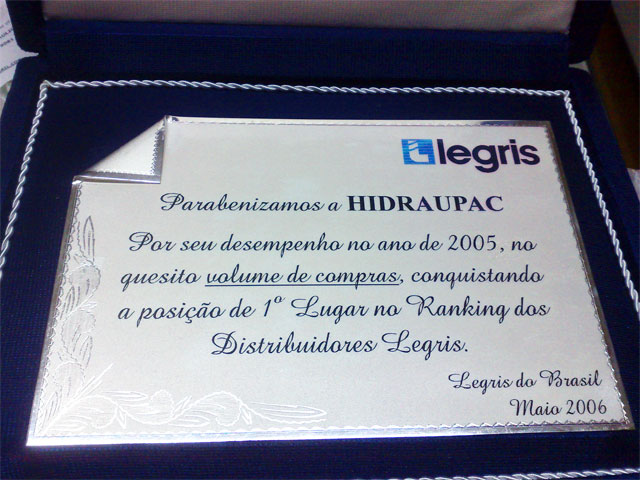 legris
Parabenizamos a HIDRAUPAC
Por seu desempenho no ano de 2005, no
quesito volume de compras, conquistando
a posição de 1º Lugar no Ranking dos
Distribuidores Legris.
Legris do Brasil
Maio 2006